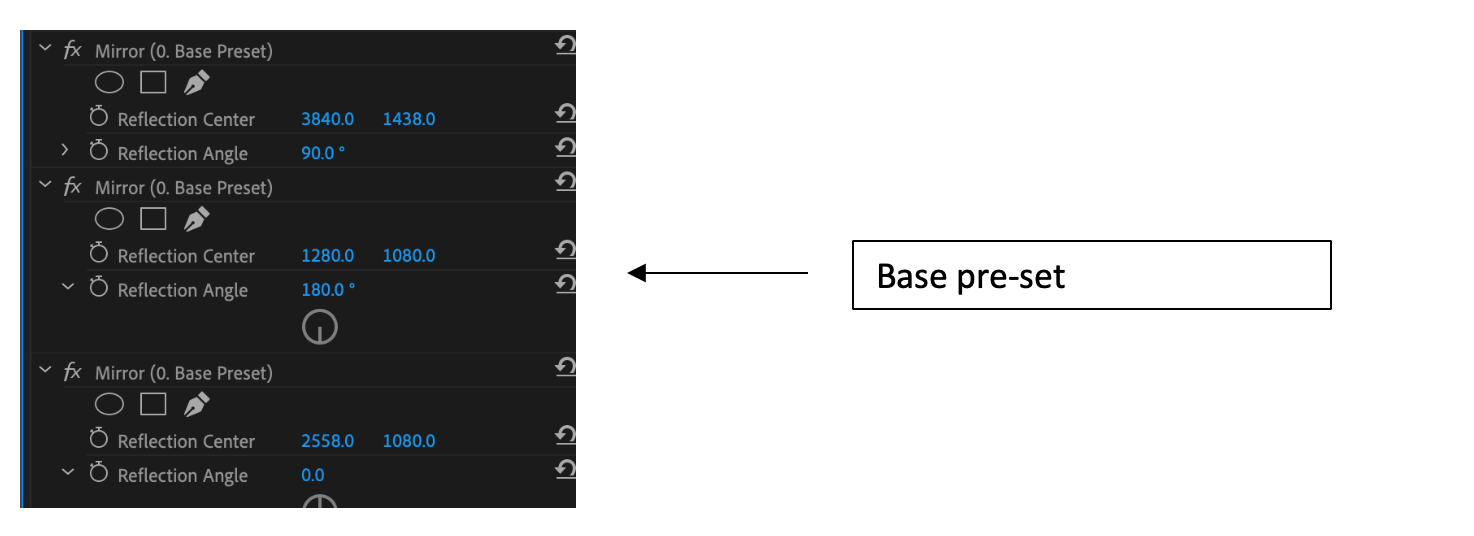 fx Mirror (0. Base Preset)
Reflection Center 3840.0 1438.0
Reflection Angle 90.0 °
fx Mirror (0. Base Preset)
Reflection Center 1280.0 1080.0
Reflection Angle 180.0 °
fx Mirror (0. Base Preset)
Reflection Center 2558.0 1080.0
Reflection Angle 0.0
Base pre-set